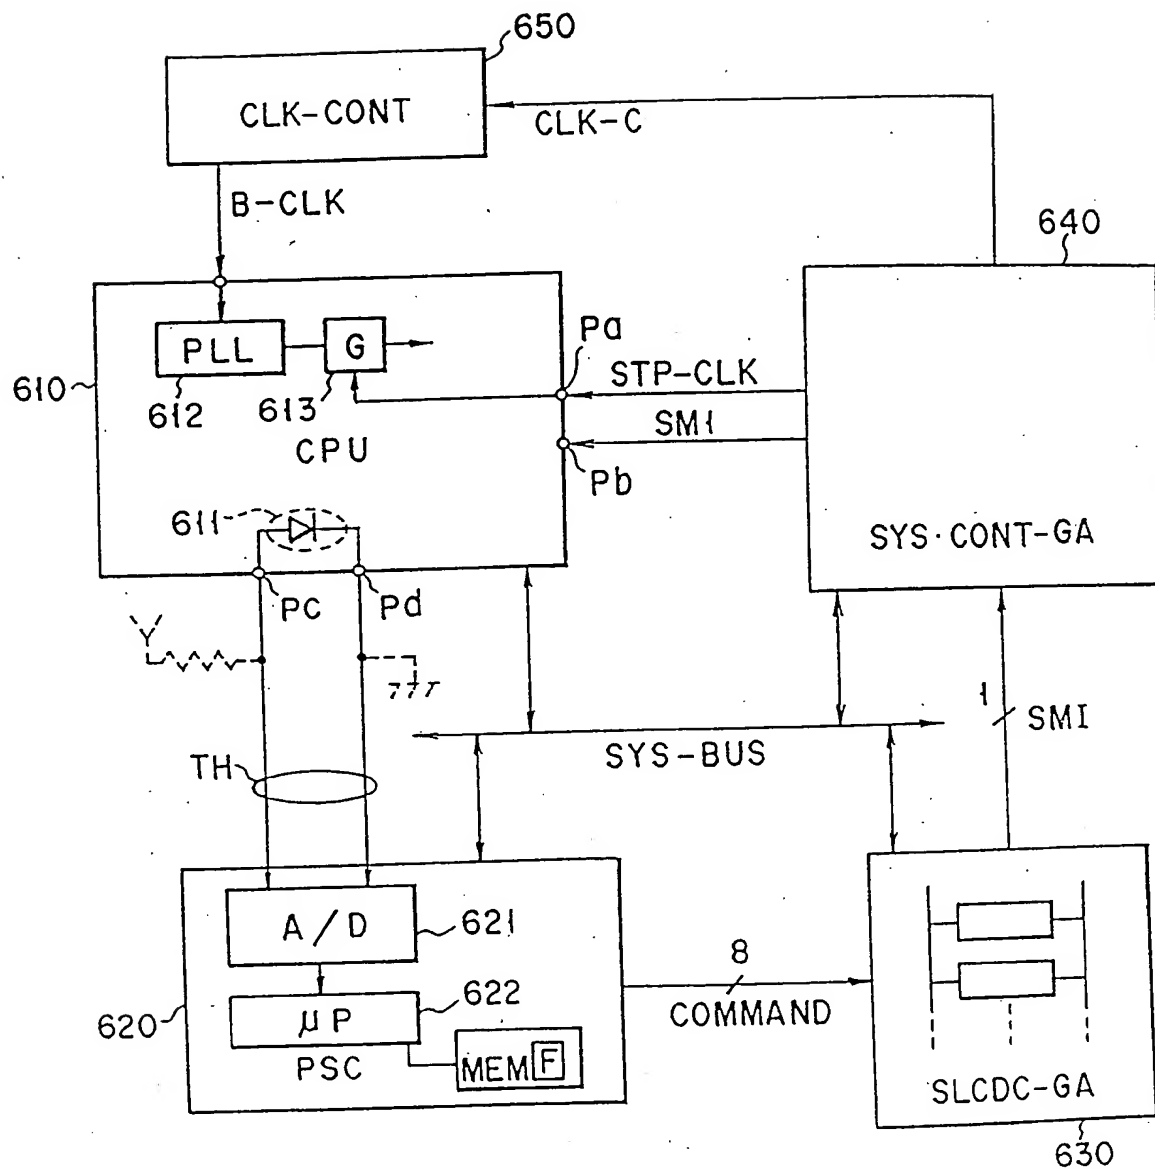 650
CLK-CONT
CLK-C
B-CLK
640
PLL
G
Pa
610
612
613
STP-CLK
CPU
SMI
Pb
611
SYS·CONT-GA
Pc
Pd
1
SMI
SYS-BUS
TH
A/D
621
8
COMMAND
μP
622
620
PSC
MEM F
SLCDC-GA
630